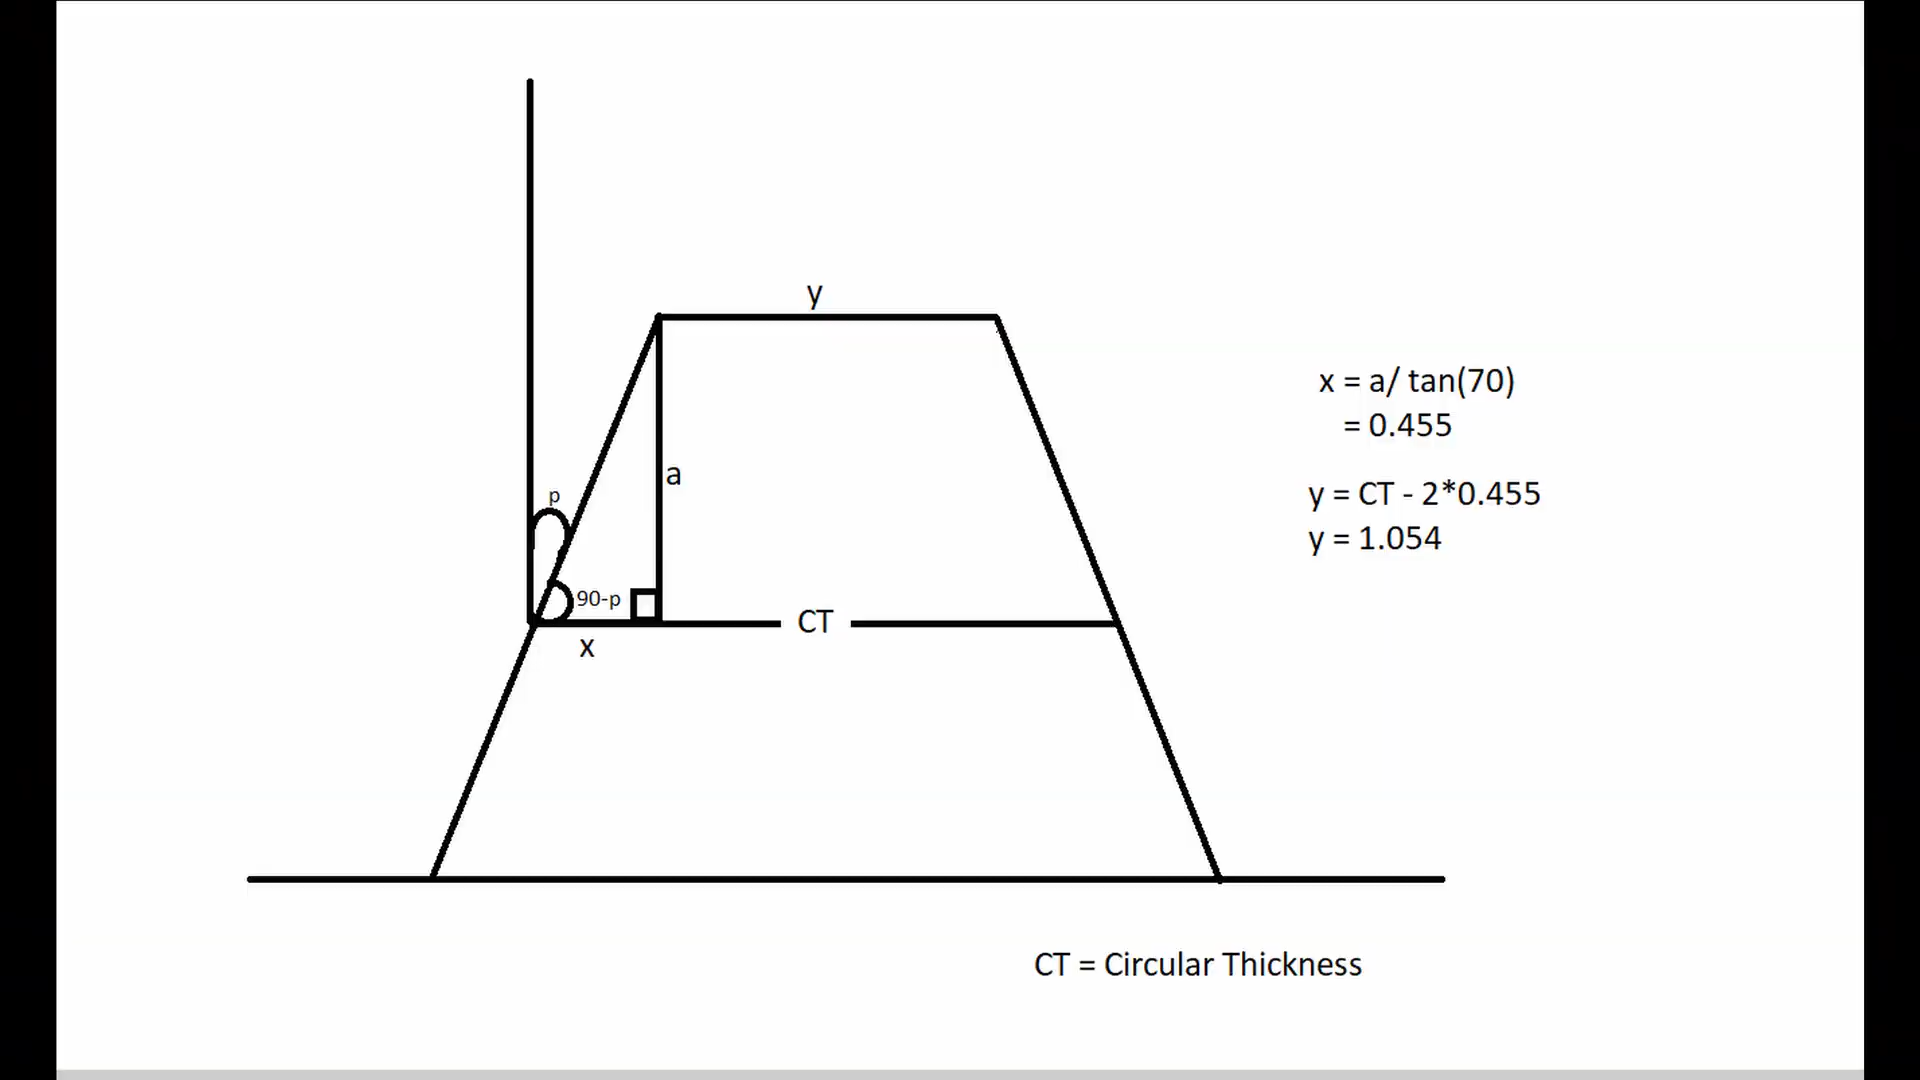 y
x = a/ tan(70)
= 0.455
a
p
y = CT - 2*0.455
y = 1.054
90-p
CT
x
CT = Circular Thickness